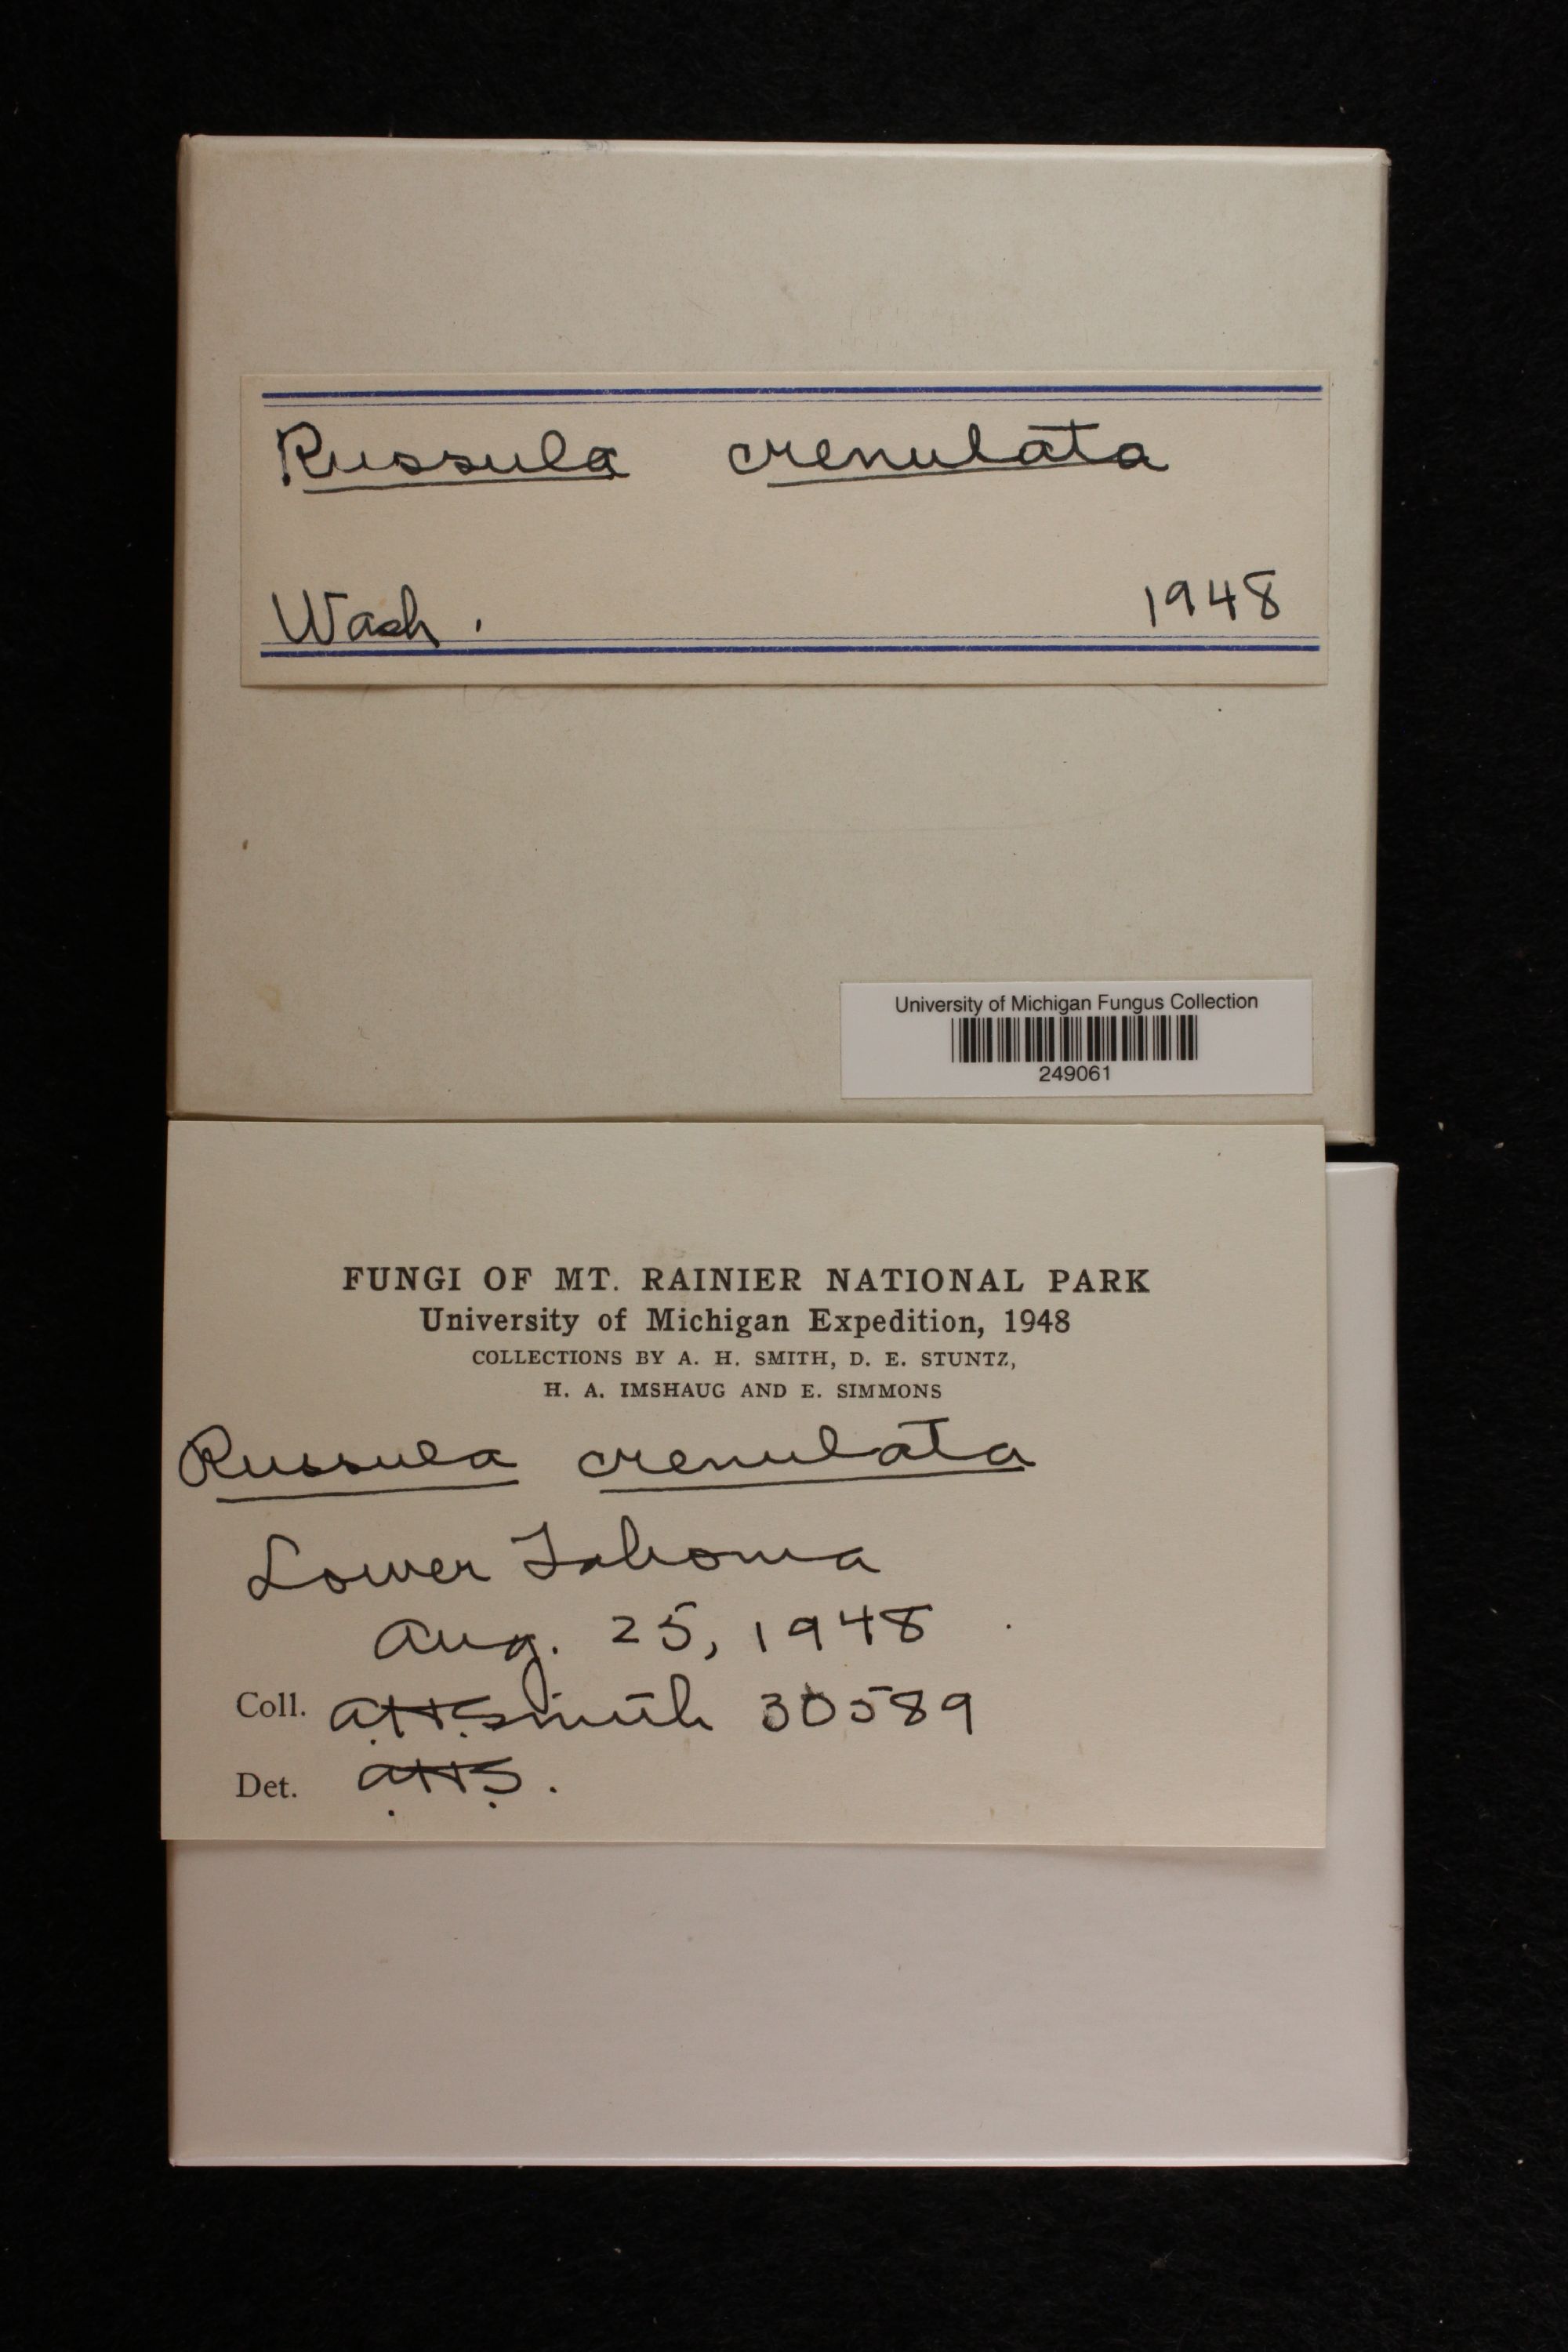 Russula crenulata
Wash. 1948
University of Michigan Fungus Collection
249061
FUNGI OF MT. RAINIER NATIONAL PARK
University of Michigan Expedition, 1948
COLLECTIONS BY A. H. SMITH, D. E. STUNTZ,
H. A. IMSHAUG AND E. SIMMONS
Russula crenulata
Lower Tahoma
Aug. 25, 1948
Coll. A.H.Smith 30589
Det. A.H.S.